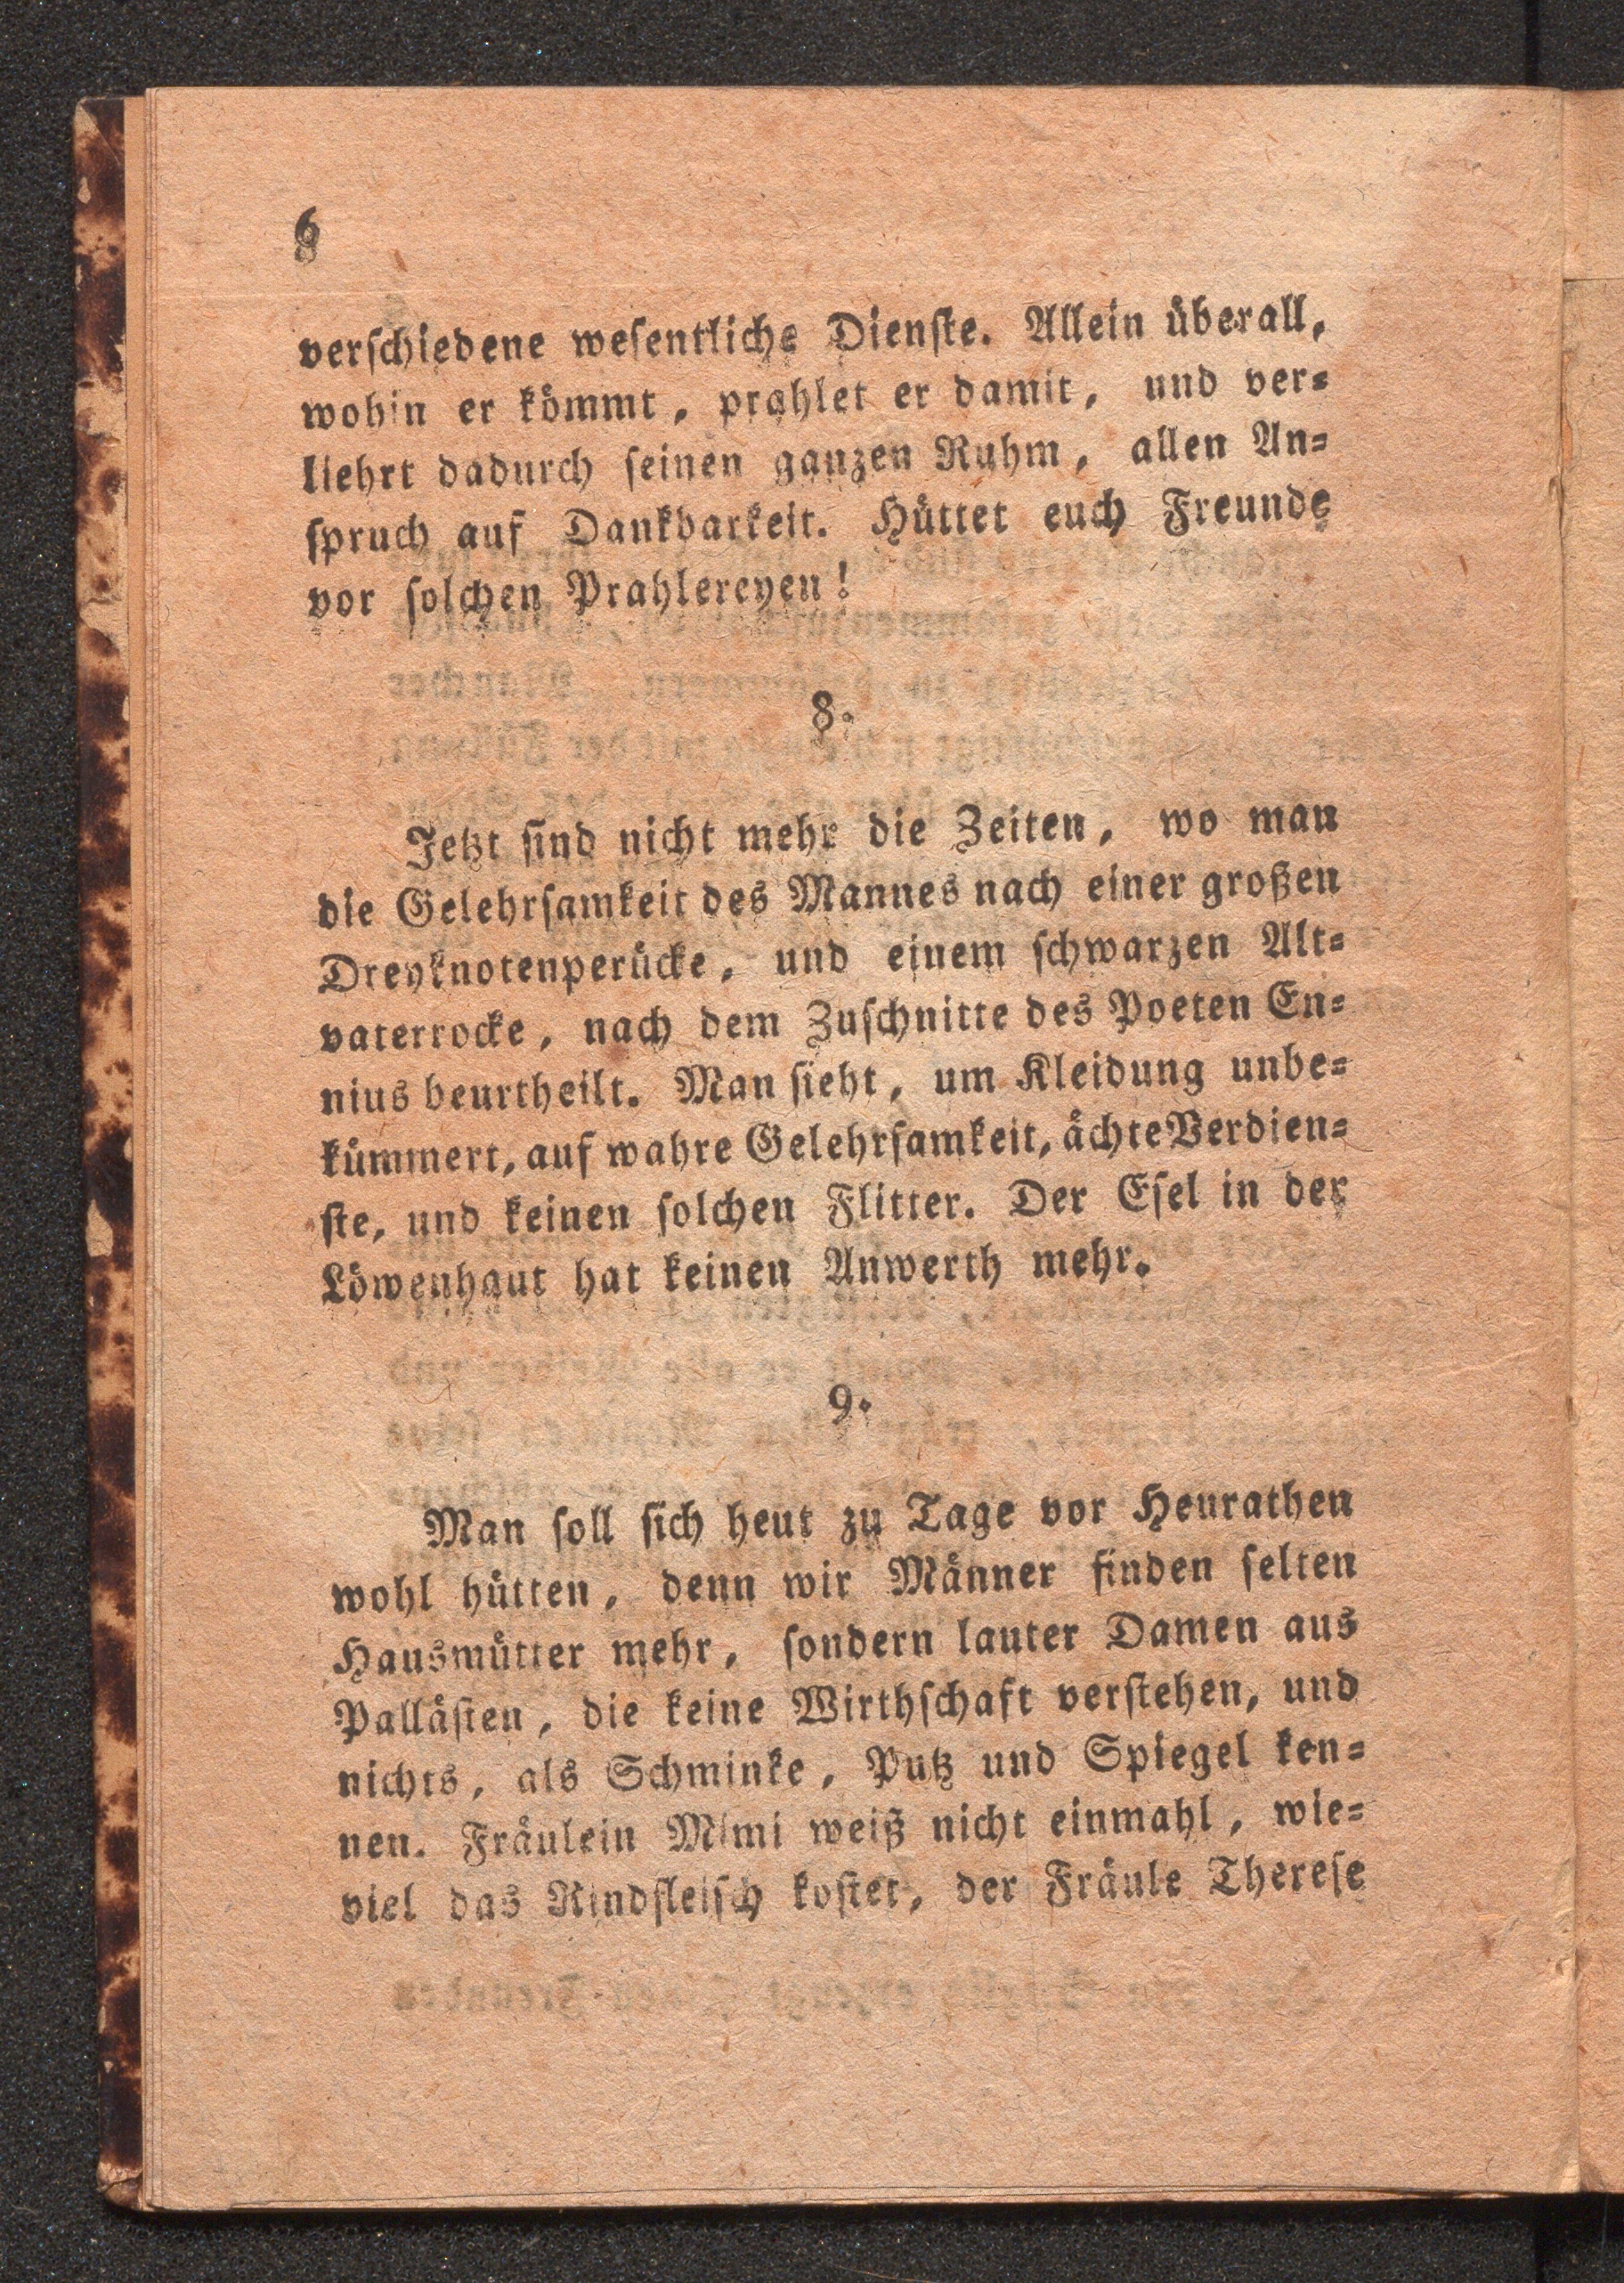 6
verschiedene wesentliche Dienste. Allein überall,
wohin er kömmt, prahlet er damit, und ver=
liehrt dadurch seinen ganzen Ruhm, allen An=
spruch auf Dankbarkeit. Hüttet euch Freunde
vor solchen Prahlereyen!
8.
Jetzt sind nicht mehr die Zeiten, wo man
die Gelehrsamkeit des Mannes nach einer großen
Dreyknotenperücke, und einem schwarzen Alt=
vaterrocke, nach dem Zuschnitte des Poeten En=
nius beurtheilt. Man sieht, um Kleidung unbe=
kümmert, auf wahre Gelehrsamkeit, ächte Verdien=
ste, und keinen solchen Flitter. Der Esel in der
Löwenhaut hat keinen Anwerth mehr.
9.
Man soll sich heut zu Tage vor Heurathen
wohl hütten, denn wir Männer finden selten
Hausmütter mehr, sondern lauter Damen aus
Pallästen, die keine Wirthschaft verstehen, und
nichts, als Schminke, Putz und Spiegel ken=
nen. Fräulein Mimi weiß nicht einmahl, wie=
viel das Rindfleisch kostet, der Fräule Therese